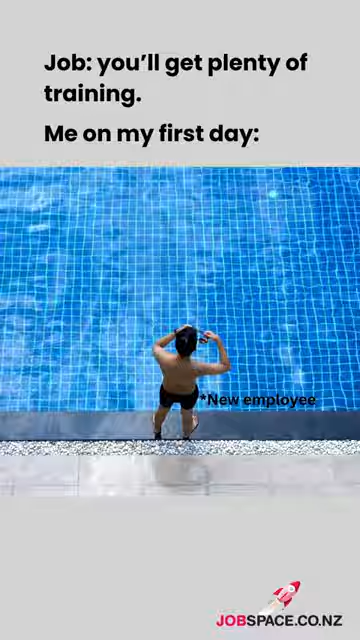 Job: you’ll get plenty of
training.
Me on my first day:
*New employee
JOBSPACE.CO.NZ